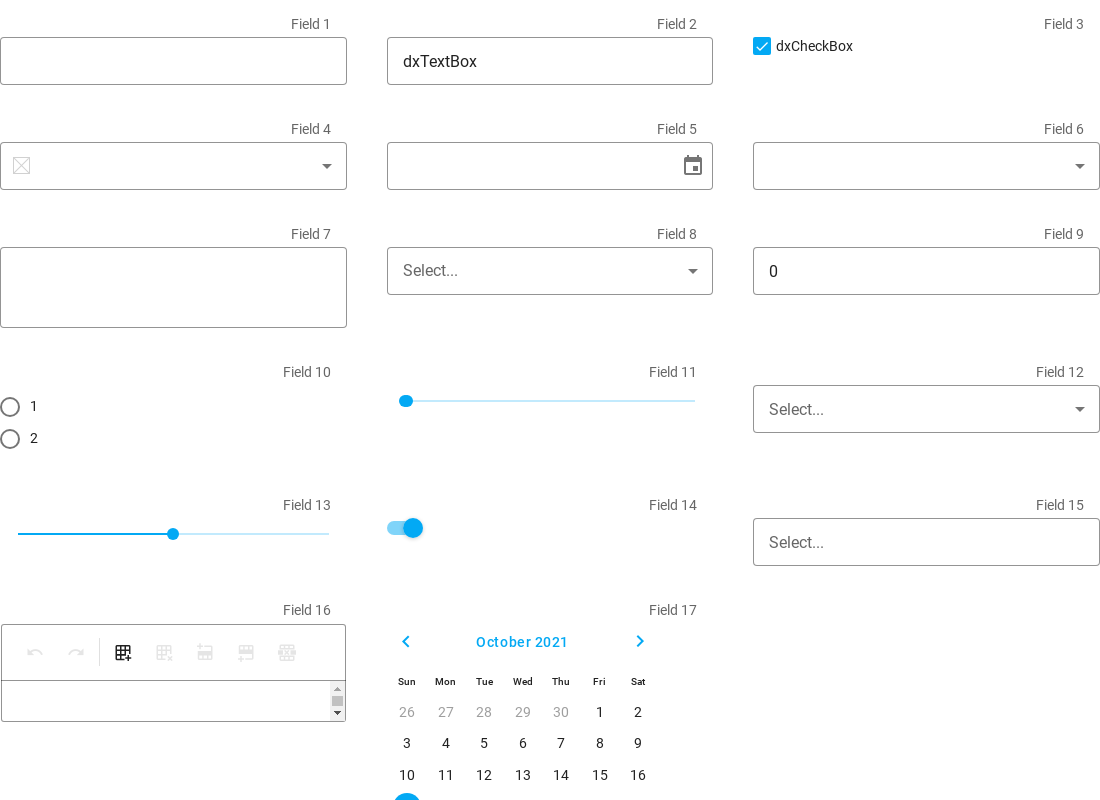 Field 1
Field 2
dxTextBox
Field 3
dxCheckBox
Field 4
Field 5
Field 6
Field 7
Field 8
Select...
Field 9
0
Field 10
1
2
Field 11
Field 12
Select...
Field 13
Field 14
Field 15
Select...
Field 16
Field 17
October 2021
Sun Mon Tue Wed Thu Fri Sat
26 27 28 29 30 1 2
3 4 5 6 7 8 9
10 11 12 13 14 15 16